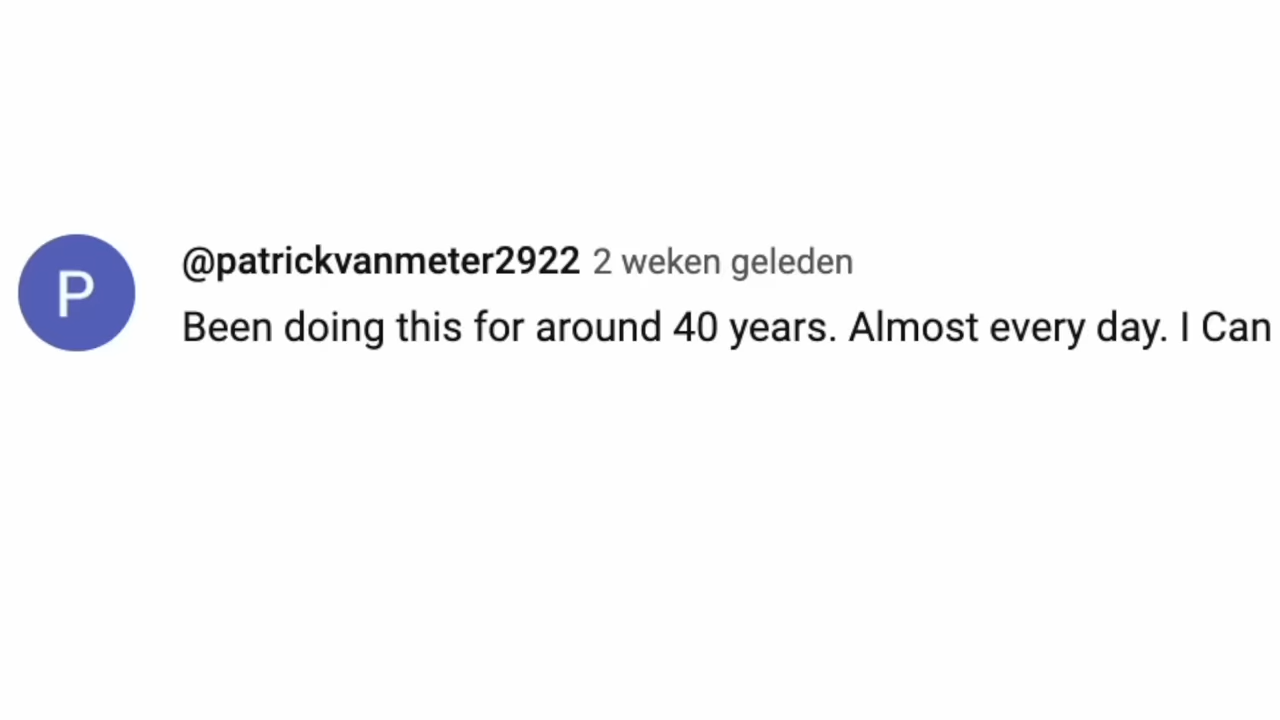 P
@patrickvanmeter2922 2 weken geleden
Been doing this for around 40 years. Almost every day. I Can